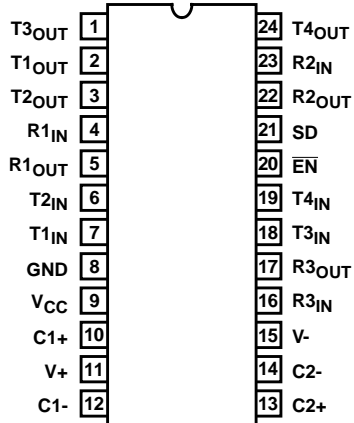 T3OUT 1 24 T4OUT
T1OUT 2 23 R2IN
T2OUT 3 22 R2OUT
R1IN 4 21 SD
R1OUT 5 20 EN
T2IN 6 19 T4IN
T1IN 7 18 T3IN
GND 8 17 R3OUT
VCC 9 16 R3IN
C1+ 10 15 V-
V+ 11 14 C2-
C1- 12 13 C2+